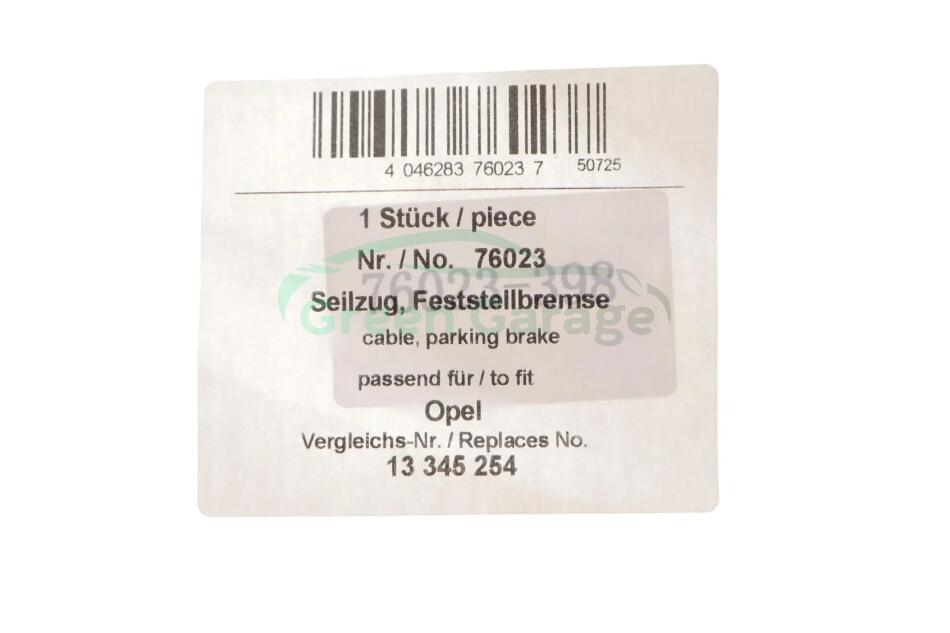 4 046283 76023 7 50725
1 Stück / piece
Nr. / No. 76023
76023-398
Seilzug, Feststellbremse
Green Garage
cable, parking brake
passend für / to fit
Opel
Vergleichs-Nr. / Replaces No.
13 345 254